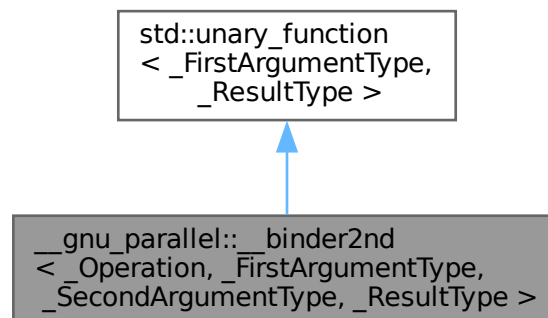 std::unary_function
< _FirstArgumentType,
_ResultType >
__gnu_parallel::__binder2nd
< _Operation, _FirstArgumentType,
_SecondArgumentType, _ResultType >